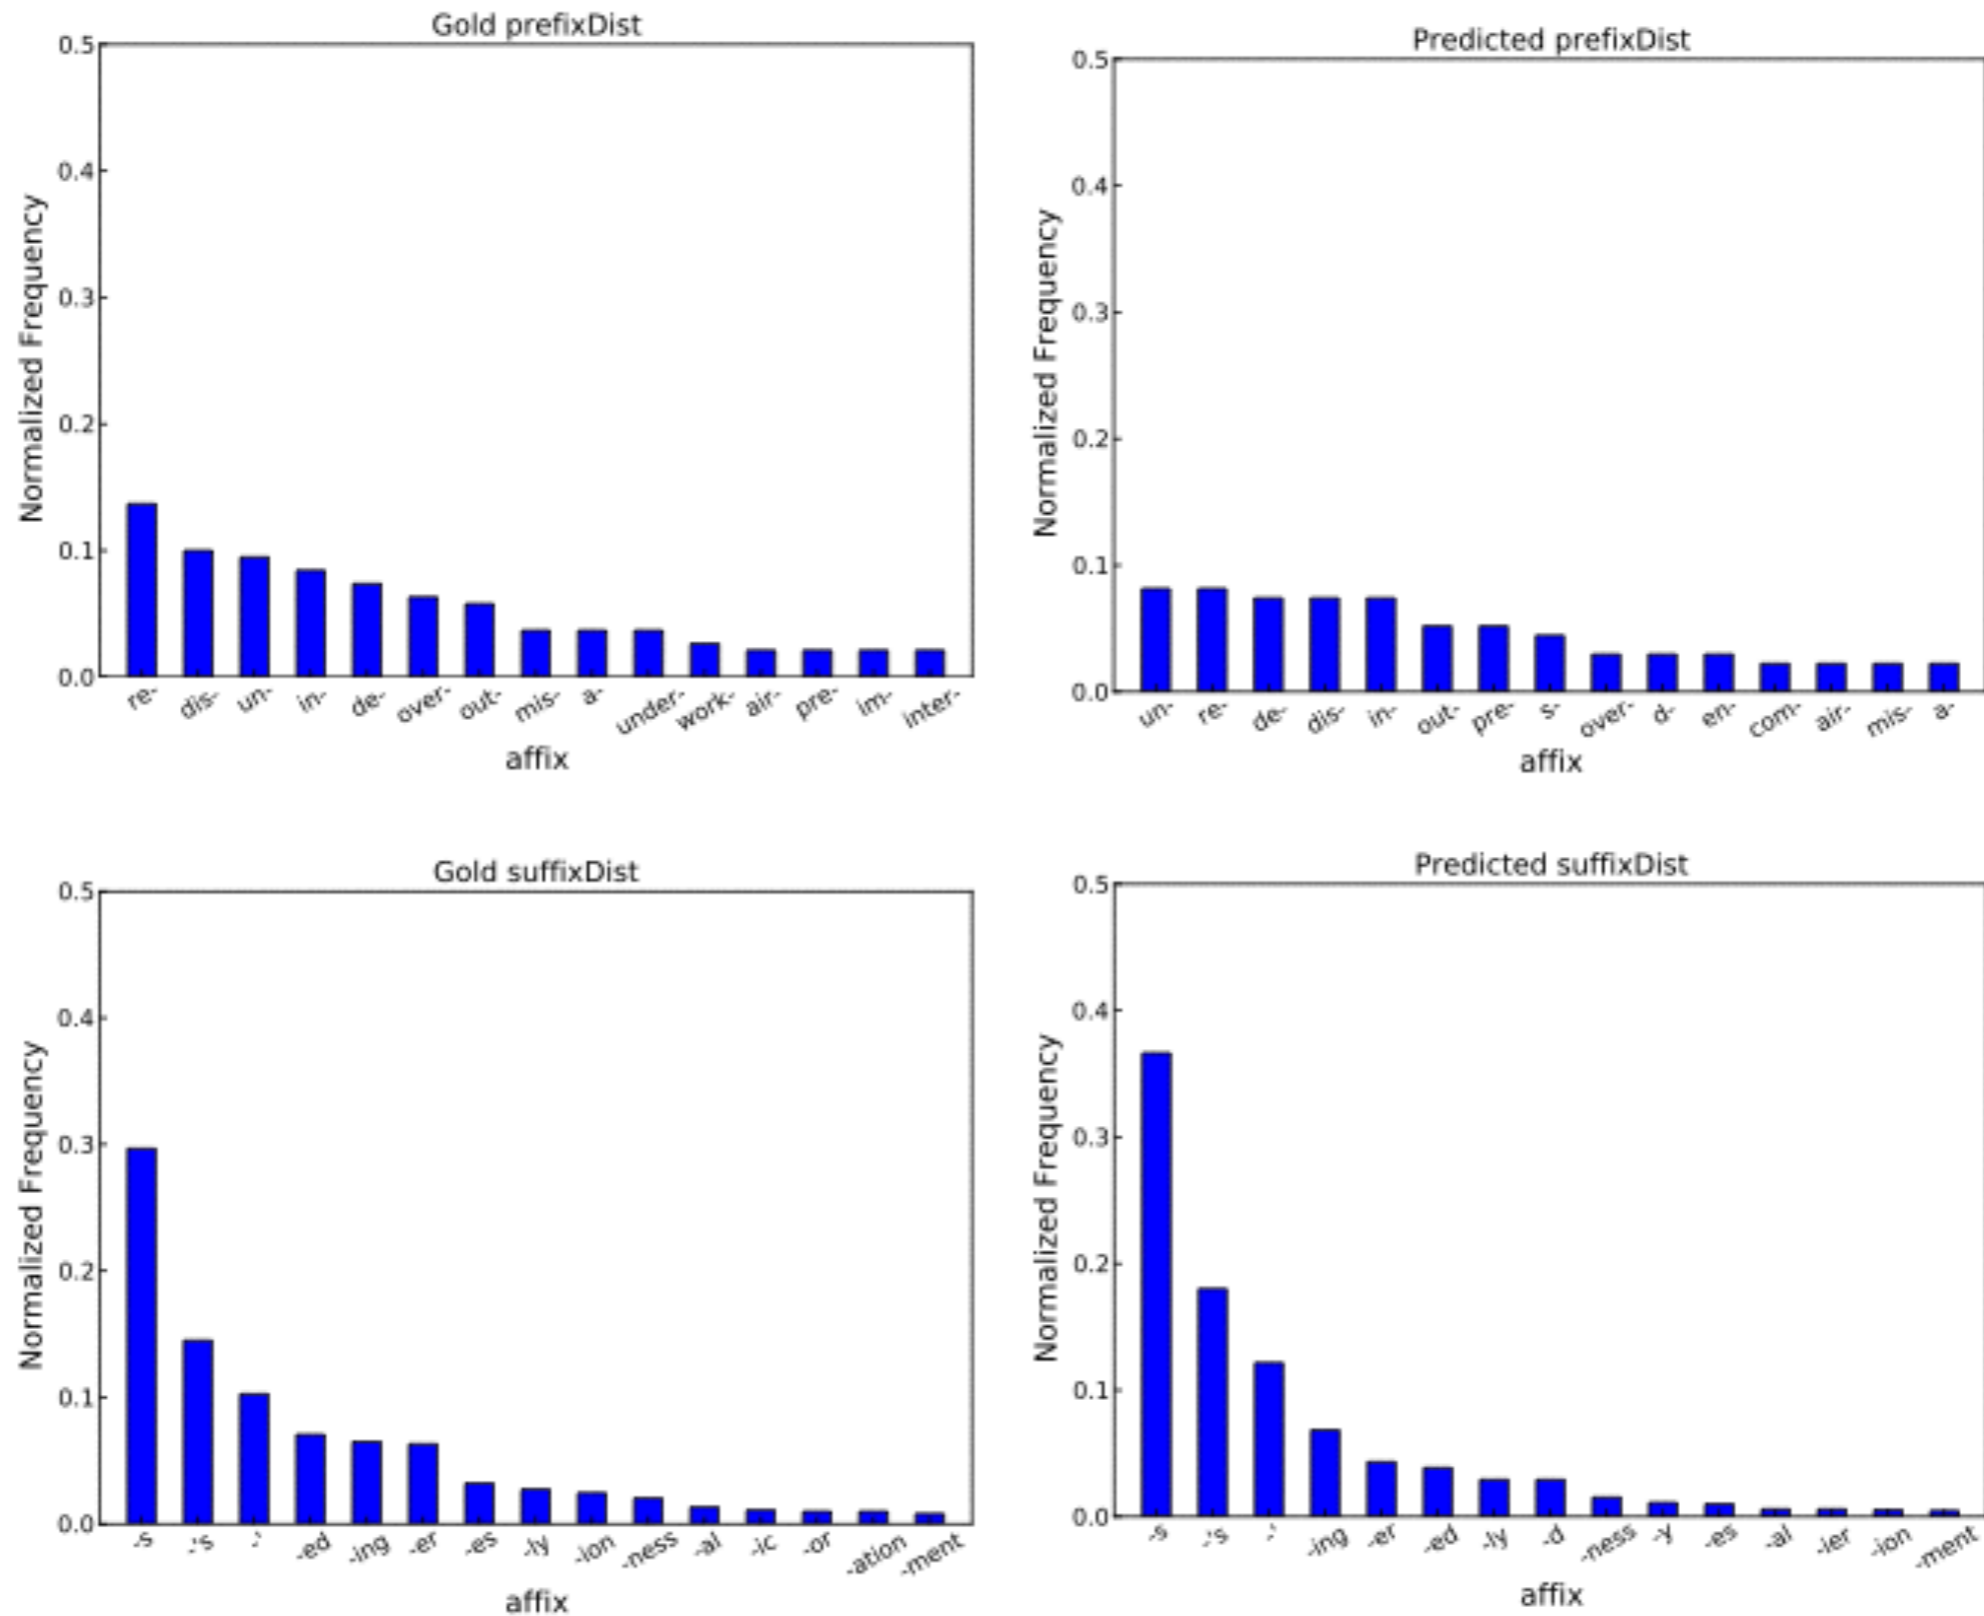 Gold prefixDist
0.5
0.4
0.3
0.2
0.1
0.0
Normalized Frequency
re- dis- un- in- de- over- out- mis- a- under- work- air- pre- im- inter-
affix
Predicted prefixDist
0.5
0.4
0.3
0.2
0.1
0.0
Normalized Frequency
un- re- de- dis- in- out- pre- s- over- d- en- com- air- mis- a-
affix
Gold suffixDist
0.5
0.4
0.3
0.2
0.1
0.0
Normalized Frequency
-s -'s -' -ed -ing -er -es -ly -ion -ness -al -ic -or -ation -ment
affix
Predicted suffixDist
0.5
0.4
0.3
0.2
0.1
0.0
Normalized Frequency
-s -'s -' -ing -er -ed -ly -d -ness -y -es -al -ier -ion -ment
affix